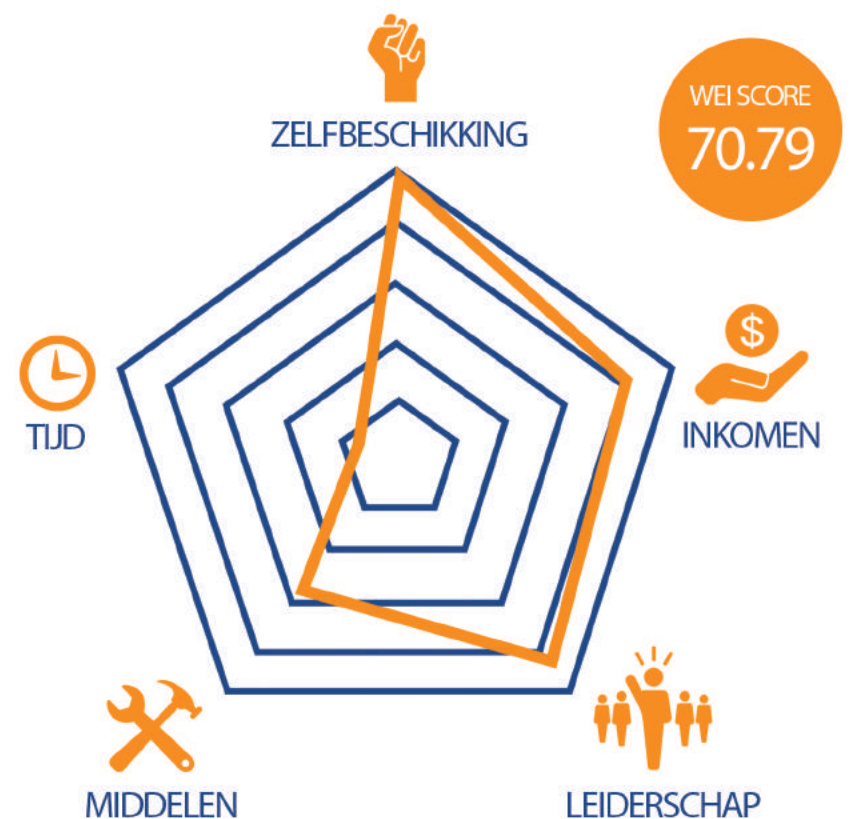 ZELFBESCHIKKING
WEI SCORE
70.79
$
INKOMEN
TIJD
MIDDELEN
LEIDERSCHAP